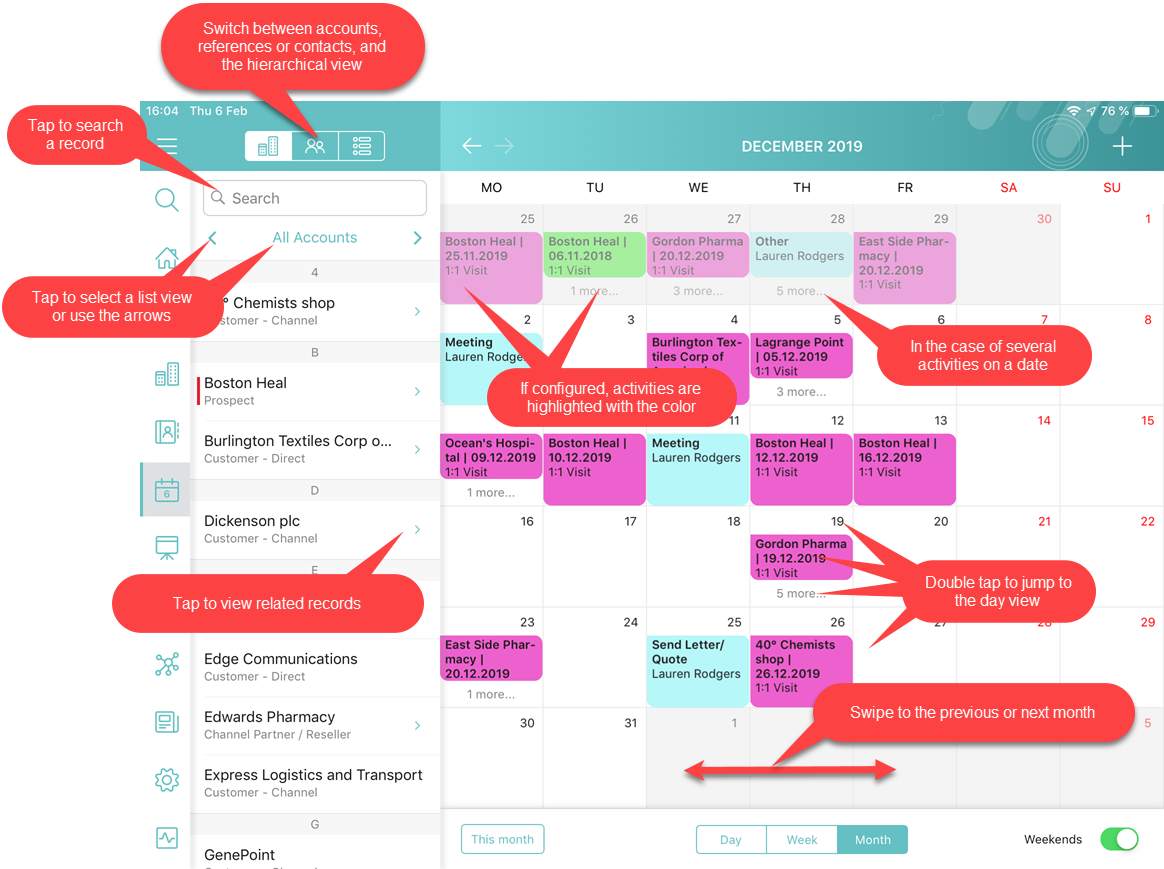 Switch between accounts,
references or contacts, and
the hierarchical view
16:04 Thu 6 Feb
76 %
Tap to search
a record
DECEMBER 2019
Search
All Accounts
Tap to select a list view
or use the arrows
4
° Chemists shop
Customer - Channel
B
Boston Heal
Prospect
Burlington Textiles Corp o...
Customer - Direct
D
Dickenson plc
Customer - Channel
E
Tap to view related records
Edge Communications
Customer - Direct
Edwards Pharmacy
Channel Partner / Reseller
Express Logistics and Transport
Customer - Channel
G
GenePoint
6
MO TU WE TH FR SA SU
25 26 27 28 29 30 1
Boston Heal |
25.11.2019
1:1 Visit
Boston Heal |
06.11.2018
1:1 Visit
1 more...
Gordon Pharma
| 20.12.2019
1:1 Visit
3 more...
Other
Lauren Rodgers
5 more...
East Side Phar-
macy |
20.12.2019
1:1 Visit
2 3 4 5 6 7 8
Meeting
Lauren Rodge
Burlington Tex-
tiles Corp of
Lagrange Point
| 05.12.2019
1:1 Visit
3 more...
In the case of several
activities on a date
If configured, activities are
highlighted with the color
11 12 13 14 15
Ocean's Hospi-
tal | 09.12.2019
1:1 Visit
1 more...
Boston Heal |
10.12.2019
1:1 Visit
Meeting
Lauren Rodgers
Boston Heal |
12.12.2019
1:1 Visit
Boston Heal |
16.12.2019
1:1 Visit
16 17 18 19 20 21 22
Gordon Pharma
| 19.12.2019
1:1 Visit
5 more...
Double tap to jump to
the day view
23 24 25 26 27 28 29
East Side Phar-
macy |
20.12.2019
1 more...
Send Letter/
Quote
Lauren Rodgers
40° Chemists
shop |
26.12.2019
1:1 Visit
Swipe to the previous or next month
30 31 1 5
This month
Day Week Month
Weekends